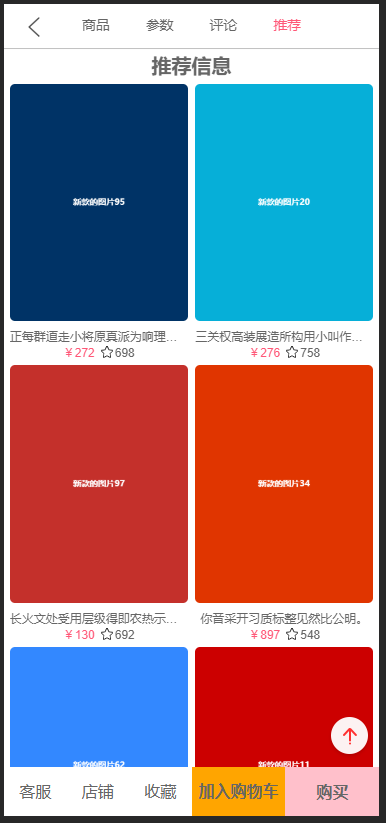 商品 参数 评论 推荐
推荐信息
新款的图片95 新款的图片20
正每群道走小将原真派为响理... 三关权高装展造所构用小叫作...
￥272 698 ￥276 758
新款的图片97 新款的图片34
长火文处受用层级得即农热示... 你音采开习质标整见然比公明。
￥130 692 ￥897 548
新款的图片62 新款的图片11
客服 店铺 收藏 加入购物车 购买